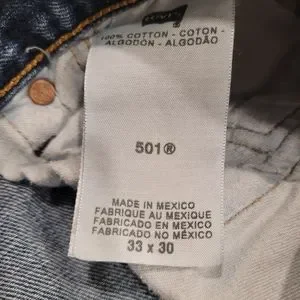 100% COTTON - COTON -
ALGODÓN - ALGODÃO
501®
MADE IN MEXICO
FABRIQUE AU MEXIQUE
FABRICADO EN MEXICO
FABRICADO NO MÉXICO
33 x 30